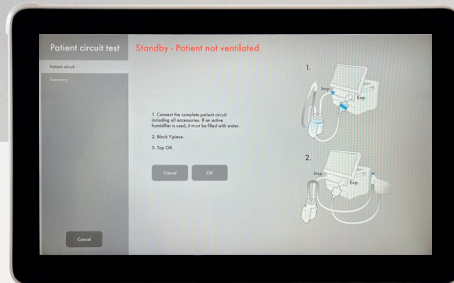 Patient circuit test
Standby - Patient not ventilated
Patient circuit
Summary
1. Connect the complete patient circuit
including all accessories. If an active
humidifier is used, it must be filled with water.
2. Block Y-piece.
3. Tap OK.
Cancel
OK
Cancel
1.
Insp.
Exp.
2.
Insp.
Exp.